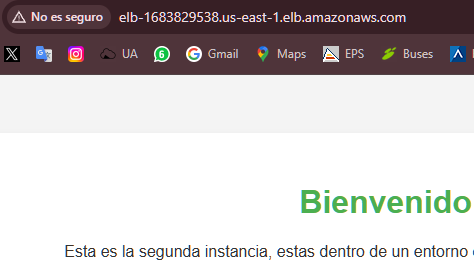 No es seguro elb-1683829538.us-east-1.elb.amazonaws.com
X UA 6 G Gmail Maps EPS Buses
Bienvenido
Esta es la segunda instancia, estas dentro de un entorno